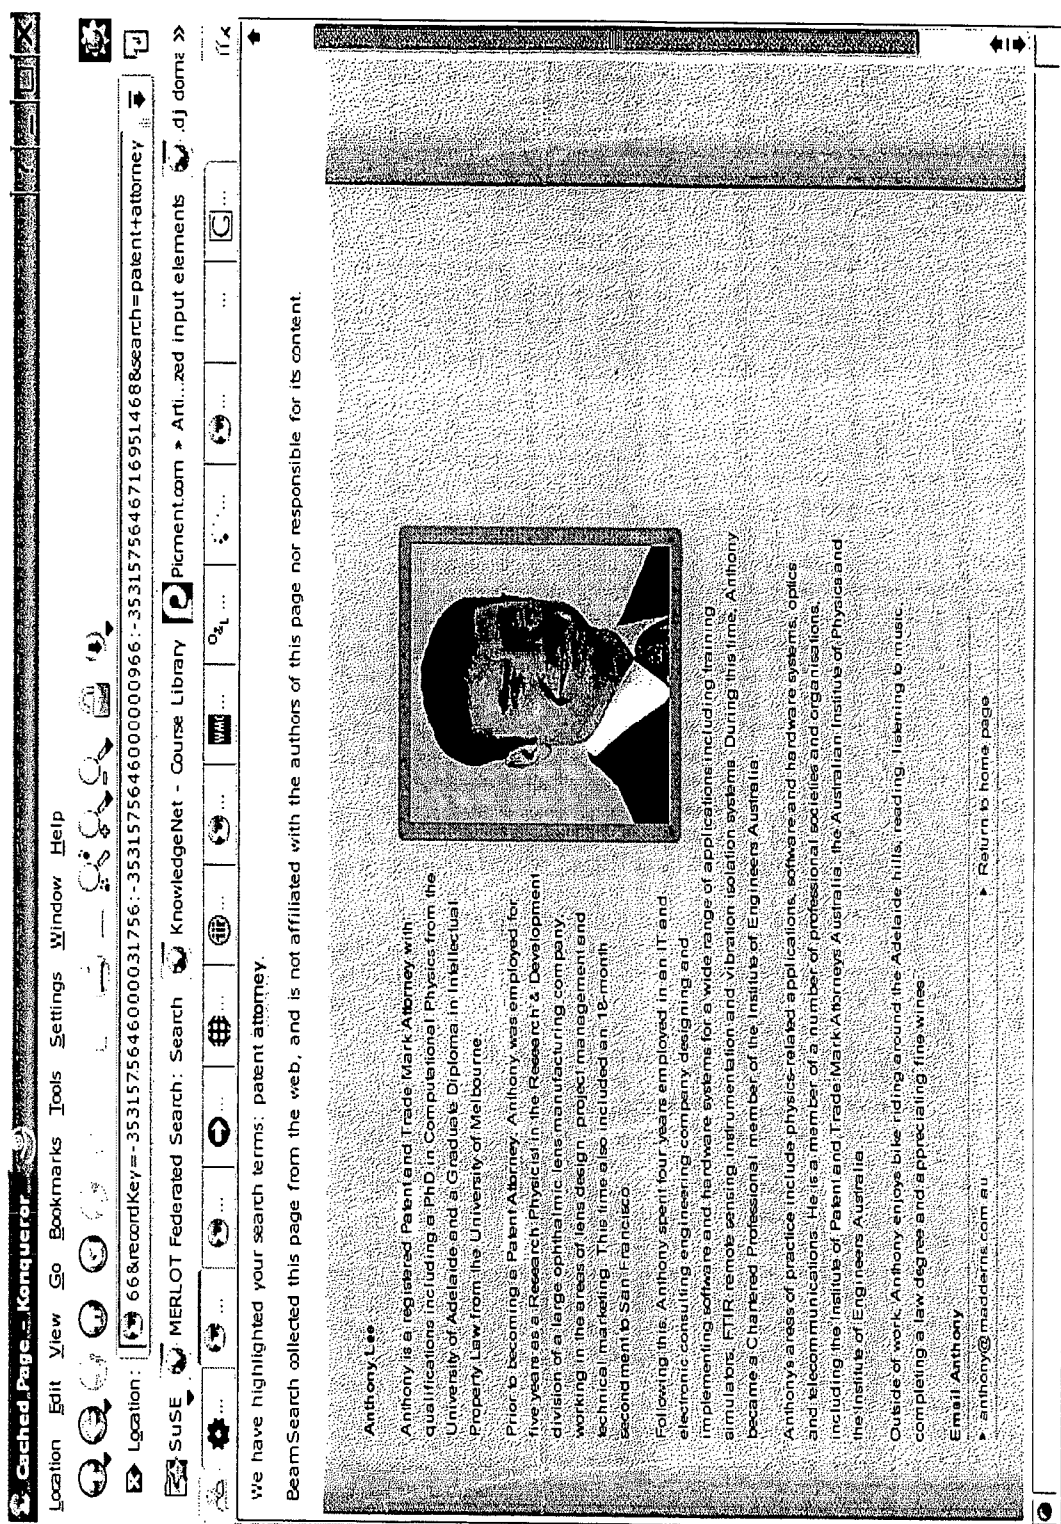 Cached Page - Konqueror
Location Edit View Go Bookmarks Tools Settings Window Help
Location: 66&recordKey=-3531575646000031756:-3531575646000000966:-3531575646716951468&search=patent+attorney
SuSE MERLOT Federated Search: Search KnowledgeNet - Course Library Picment.com » Arti...zed input elements .dj doma »
We have highlighted your search terms: patent attorney.
BeamSearch collected this page from the web, and is not affiliated with the authors of this page nor responsible for its content.
Anthony Lee
Anthony is a registered Patent and Trade Mark Attorney with
qualifications including a PhD in Computational Physics from the
University of Adelaide and a Graduate Diploma in Intellectual
Property Law from the University of Melbourne.
Prior to becoming a Patent Attorney, Anthony was employed for
five years as a Research Physicist in the Research & Development
division of a large ophthalmic lens manufacturing company,
working in the areas of lens design, project management and
technical marketing. This time also included an 18-month
secondment to San Francisco.
Following this, Anthony spent four years employed in an IT and
electronic consulting engineering company designing and
implementing software and hardware systems for a wide range of applications including training
simulators, FTIR remote sensing instrumentation and vibration isolation systems. During this time, Anthony
became a Chartered Professional member of the Institute of Engineers Australia.
Anthony's areas of practice include physics-related applications, software and hardware systems, optics
and telecommunications. He is a member of a number of professional societies and organisations,
including the Institute of Patent and Trade Mark Attorneys Australia, the Australian Institute of Physics and
the Institute of Engineers Australia.
Outside of work, Anthony enjoys bike riding around the Adelaide hills, reading, listening to music,
completing a law degree and appreciating fine wines.
Email Anthony
anthony@madderns.com.au Return to home page